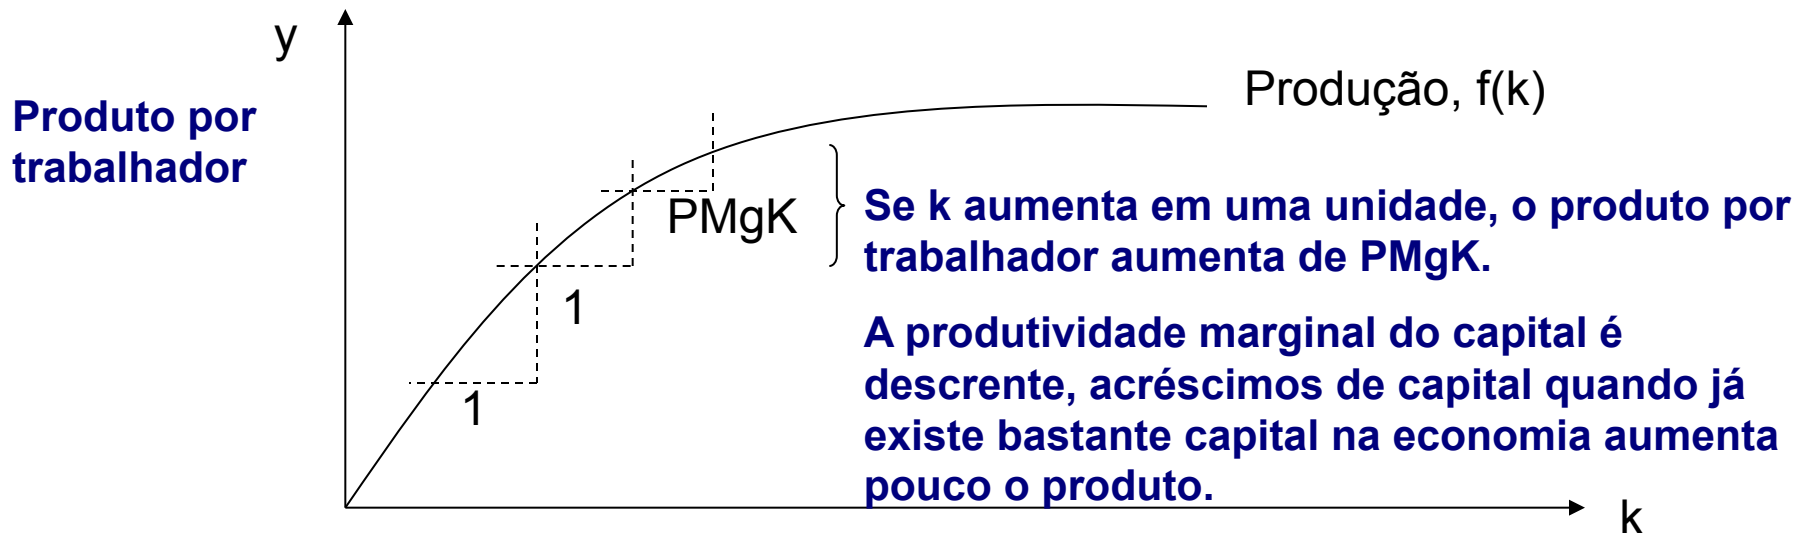 y
Produção, f(k)
Produto por
trabalhador
PMgK
Se k aumenta em uma unidade, o produto por
trabalhador aumenta de PMgK.
1
A produtividade marginal do capital é
descrente, acréscimos de capital quando já
1
existe bastante capital na economia aumenta
pouco o produto.
k